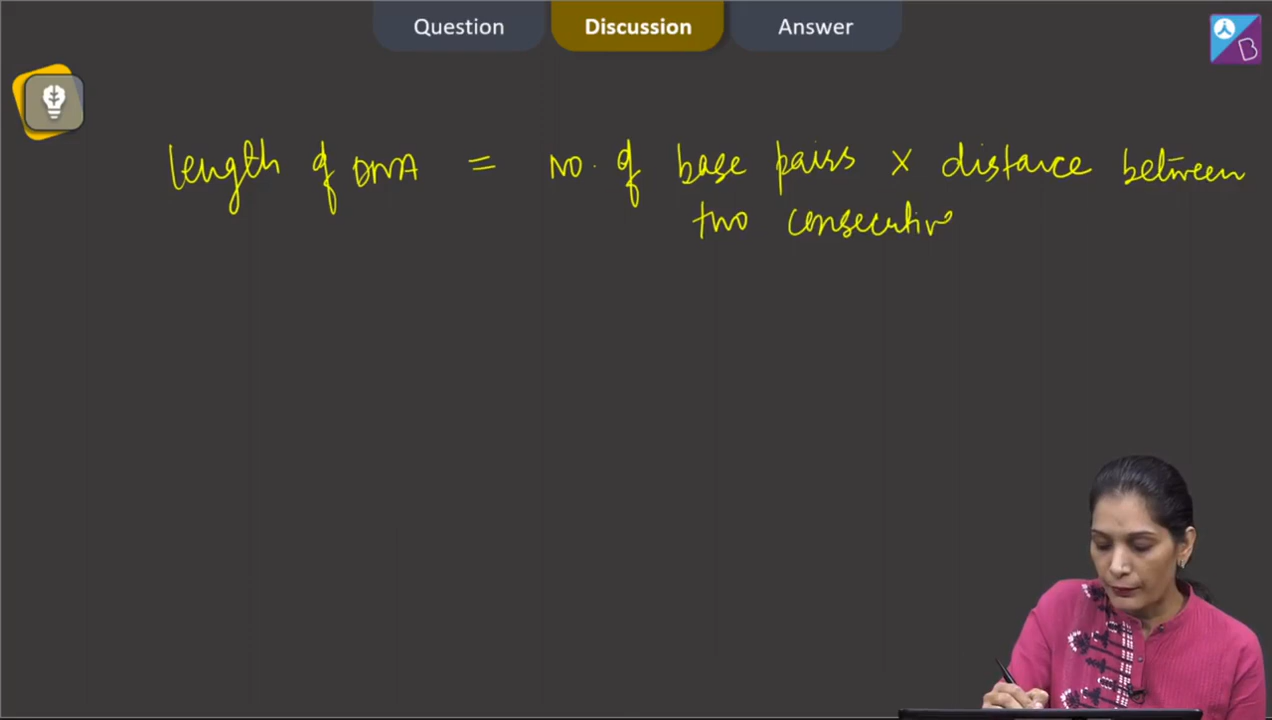 Question Discussion Answer
B
length of DNA = No. of base pairs x distance between
two consecutive